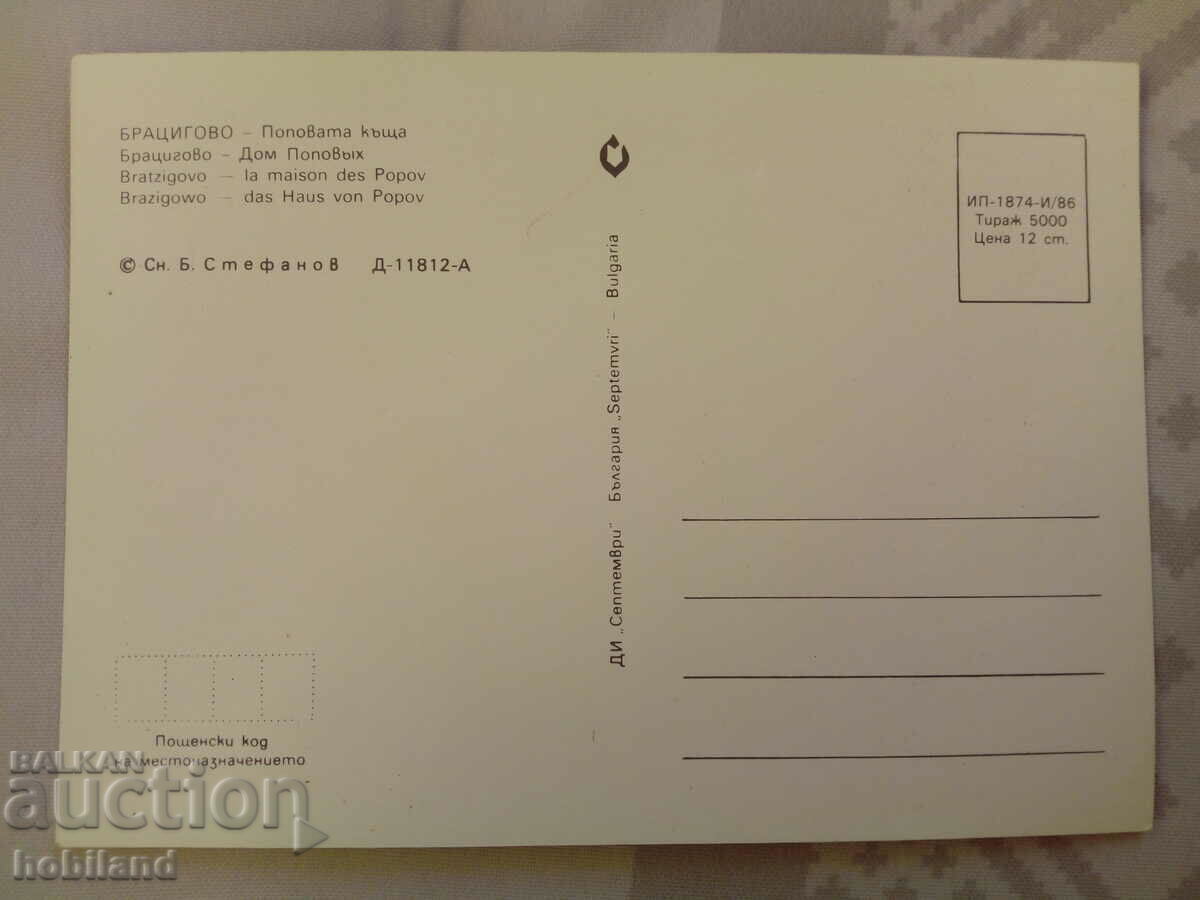 БРАЦИГОВО – Поповата къща
Брацигово – Дом Поповых
Bratzigovo – la maison des Popov
Brazigowo – das Haus von Popov
© Сн. Б. Стефанов Д-11812-А
ДИ „Септември" България „Septemvri" – Bulgaria
ИП-1874-И/86
Тираж 5000
Цена 12 ст.
Пощенски код
на местоназначението
BALKAN
auction
hobiland